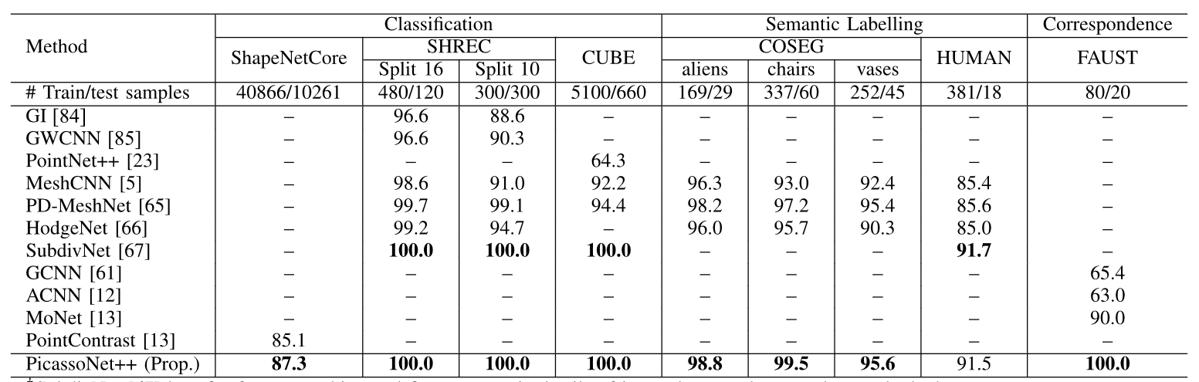 Method Classification Semantic Labelling Correspondence
ShapeNetCore SHREC CUBE COSEG HUMAN FAUST
Split 16 Split 10 aliens chairs vases
# Train/test samples 40866/10261 480/120 300/300 5100/660 169/29 337/60 252/45 381/18 80/20
GI [84] – 96.6 88.6 – – – – – –
GWCNN [85] – 96.6 90.3 – – – – – –
PointNet++ [23] – – – 64.3 – – – – –
MeshCNN [5] – 98.6 91.0 92.2 96.3 93.0 92.4 85.4 –
PD-MeshNet [65] – 99.7 99.1 94.4 98.2 97.2 95.4 85.6 –
HodgeNet [66] – 99.2 94.7 – 96.0 95.7 90.3 85.0 –
SubdivNet [67] – 100.0 100.0 100.0 – – – 91.7 –
GCNN [61] – – – – – – – – 65.4
ACNN [12] – – – – – – – – 63.0
MoNet [13] – – – – – – – – 90.0
PointContrast [13] 85.1 – – – – – – – –
PicassoNet++ (Prop.) 87.3 100.0 100.0 100.0 98.8 99.5 95.6 91.5 100.0